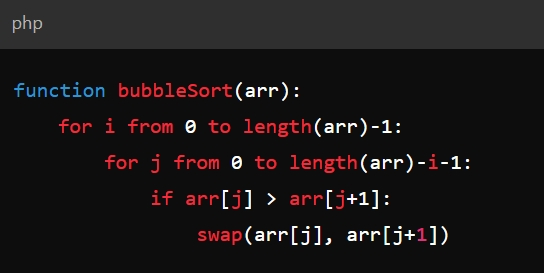 php
function bubbleSort(arr):
    for i from 0 to length(arr)-1:
        for j from 0 to length(arr)-i-1:
            if arr[j] > arr[j+1]:
                swap(arr[j], arr[j+1])